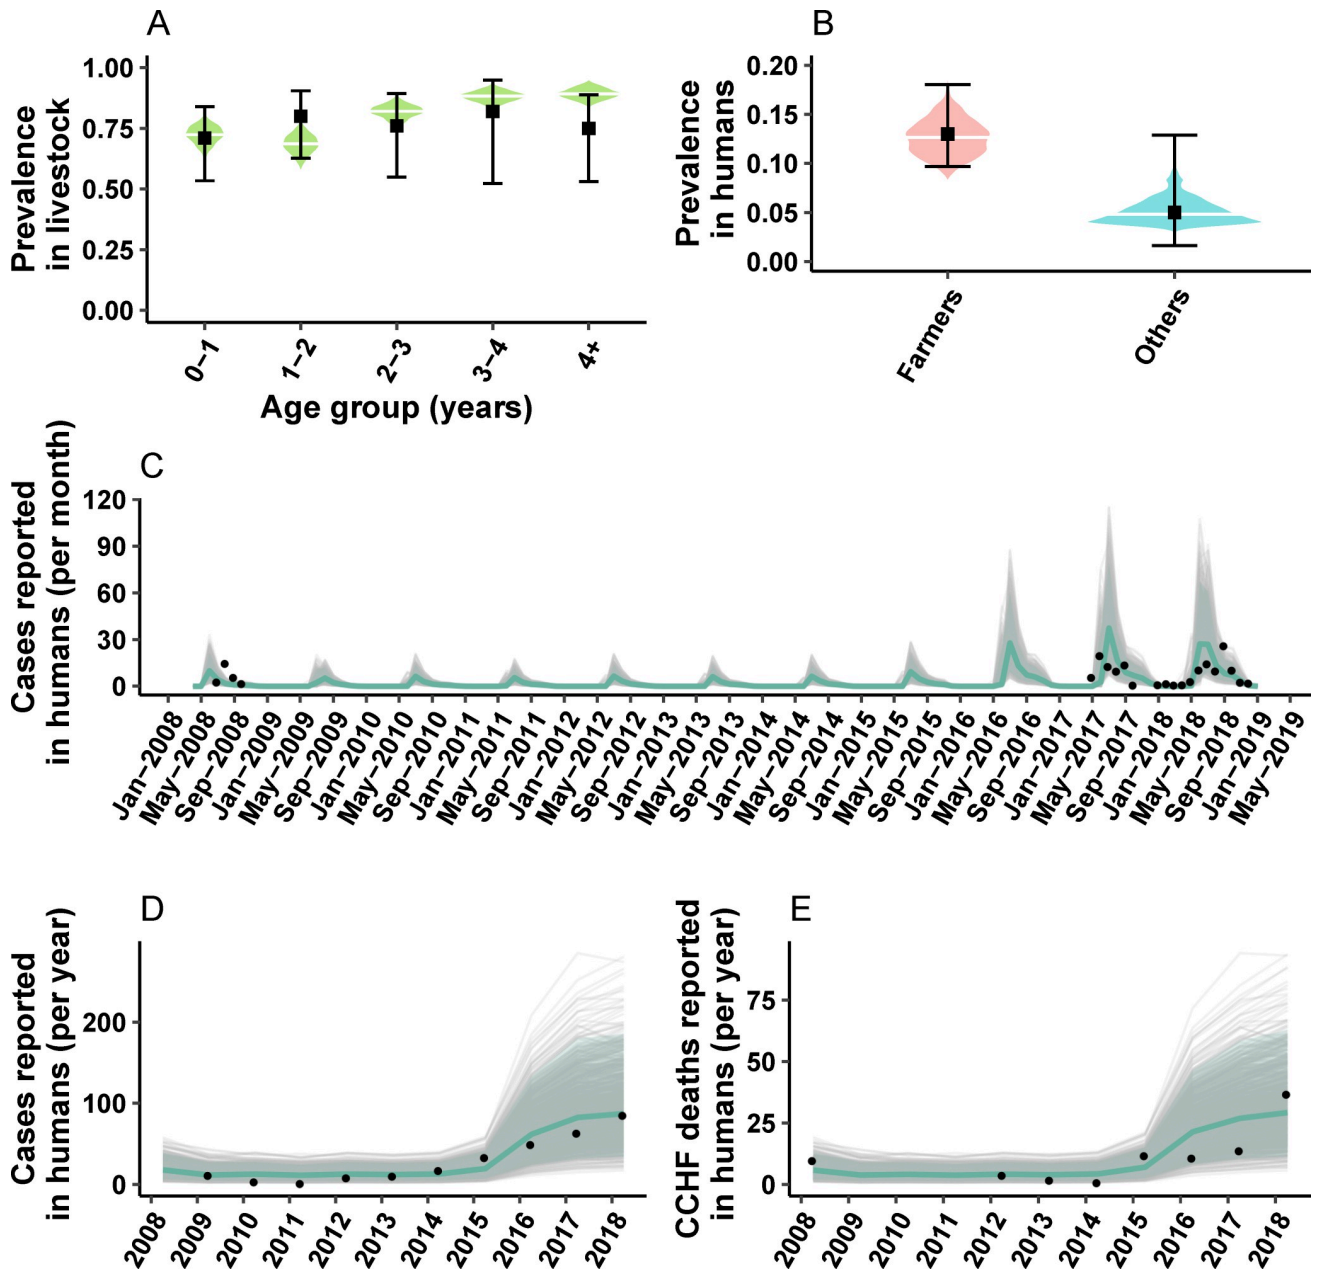 A
Prevalence
in livestock
1.00
0.75
0.50
0.25
0.00
0−1
1−2
2−3
3−4
4+
Age group (years)
B
Prevalence
in humans
0.20
0.15
0.10
0.05
0.00
Farmers
Others
C
Cases reported
in humans (per month)
120
90
60
30
0
Jan−2008
May−2008
Sep−2008
Jan−2009
May−2009
Sep−2009
Jan−2010
May−2010
Sep−2010
Jan−2011
May−2011
Sep−2011
Jan−2012
May−2012
Sep−2012
Jan−2013
May−2013
Sep−2013
Jan−2014
May−2014
Sep−2014
Jan−2015
May−2015
Sep−2015
Jan−2016
May−2016
Sep−2016
Jan−2017
May−2017
Sep−2017
Jan−2018
May−2018
Sep−2018
Jan−2019
May−2019
D
Cases reported
in humans (per year)
200
100
0
2008
2009
2010
2011
2012
2013
2014
2015
2016
2017
2018
E
CCHF deaths reported
in humans (per year)
75
50
25
0
2008
2009
2010
2011
2012
2013
2014
2015
2016
2017
2018